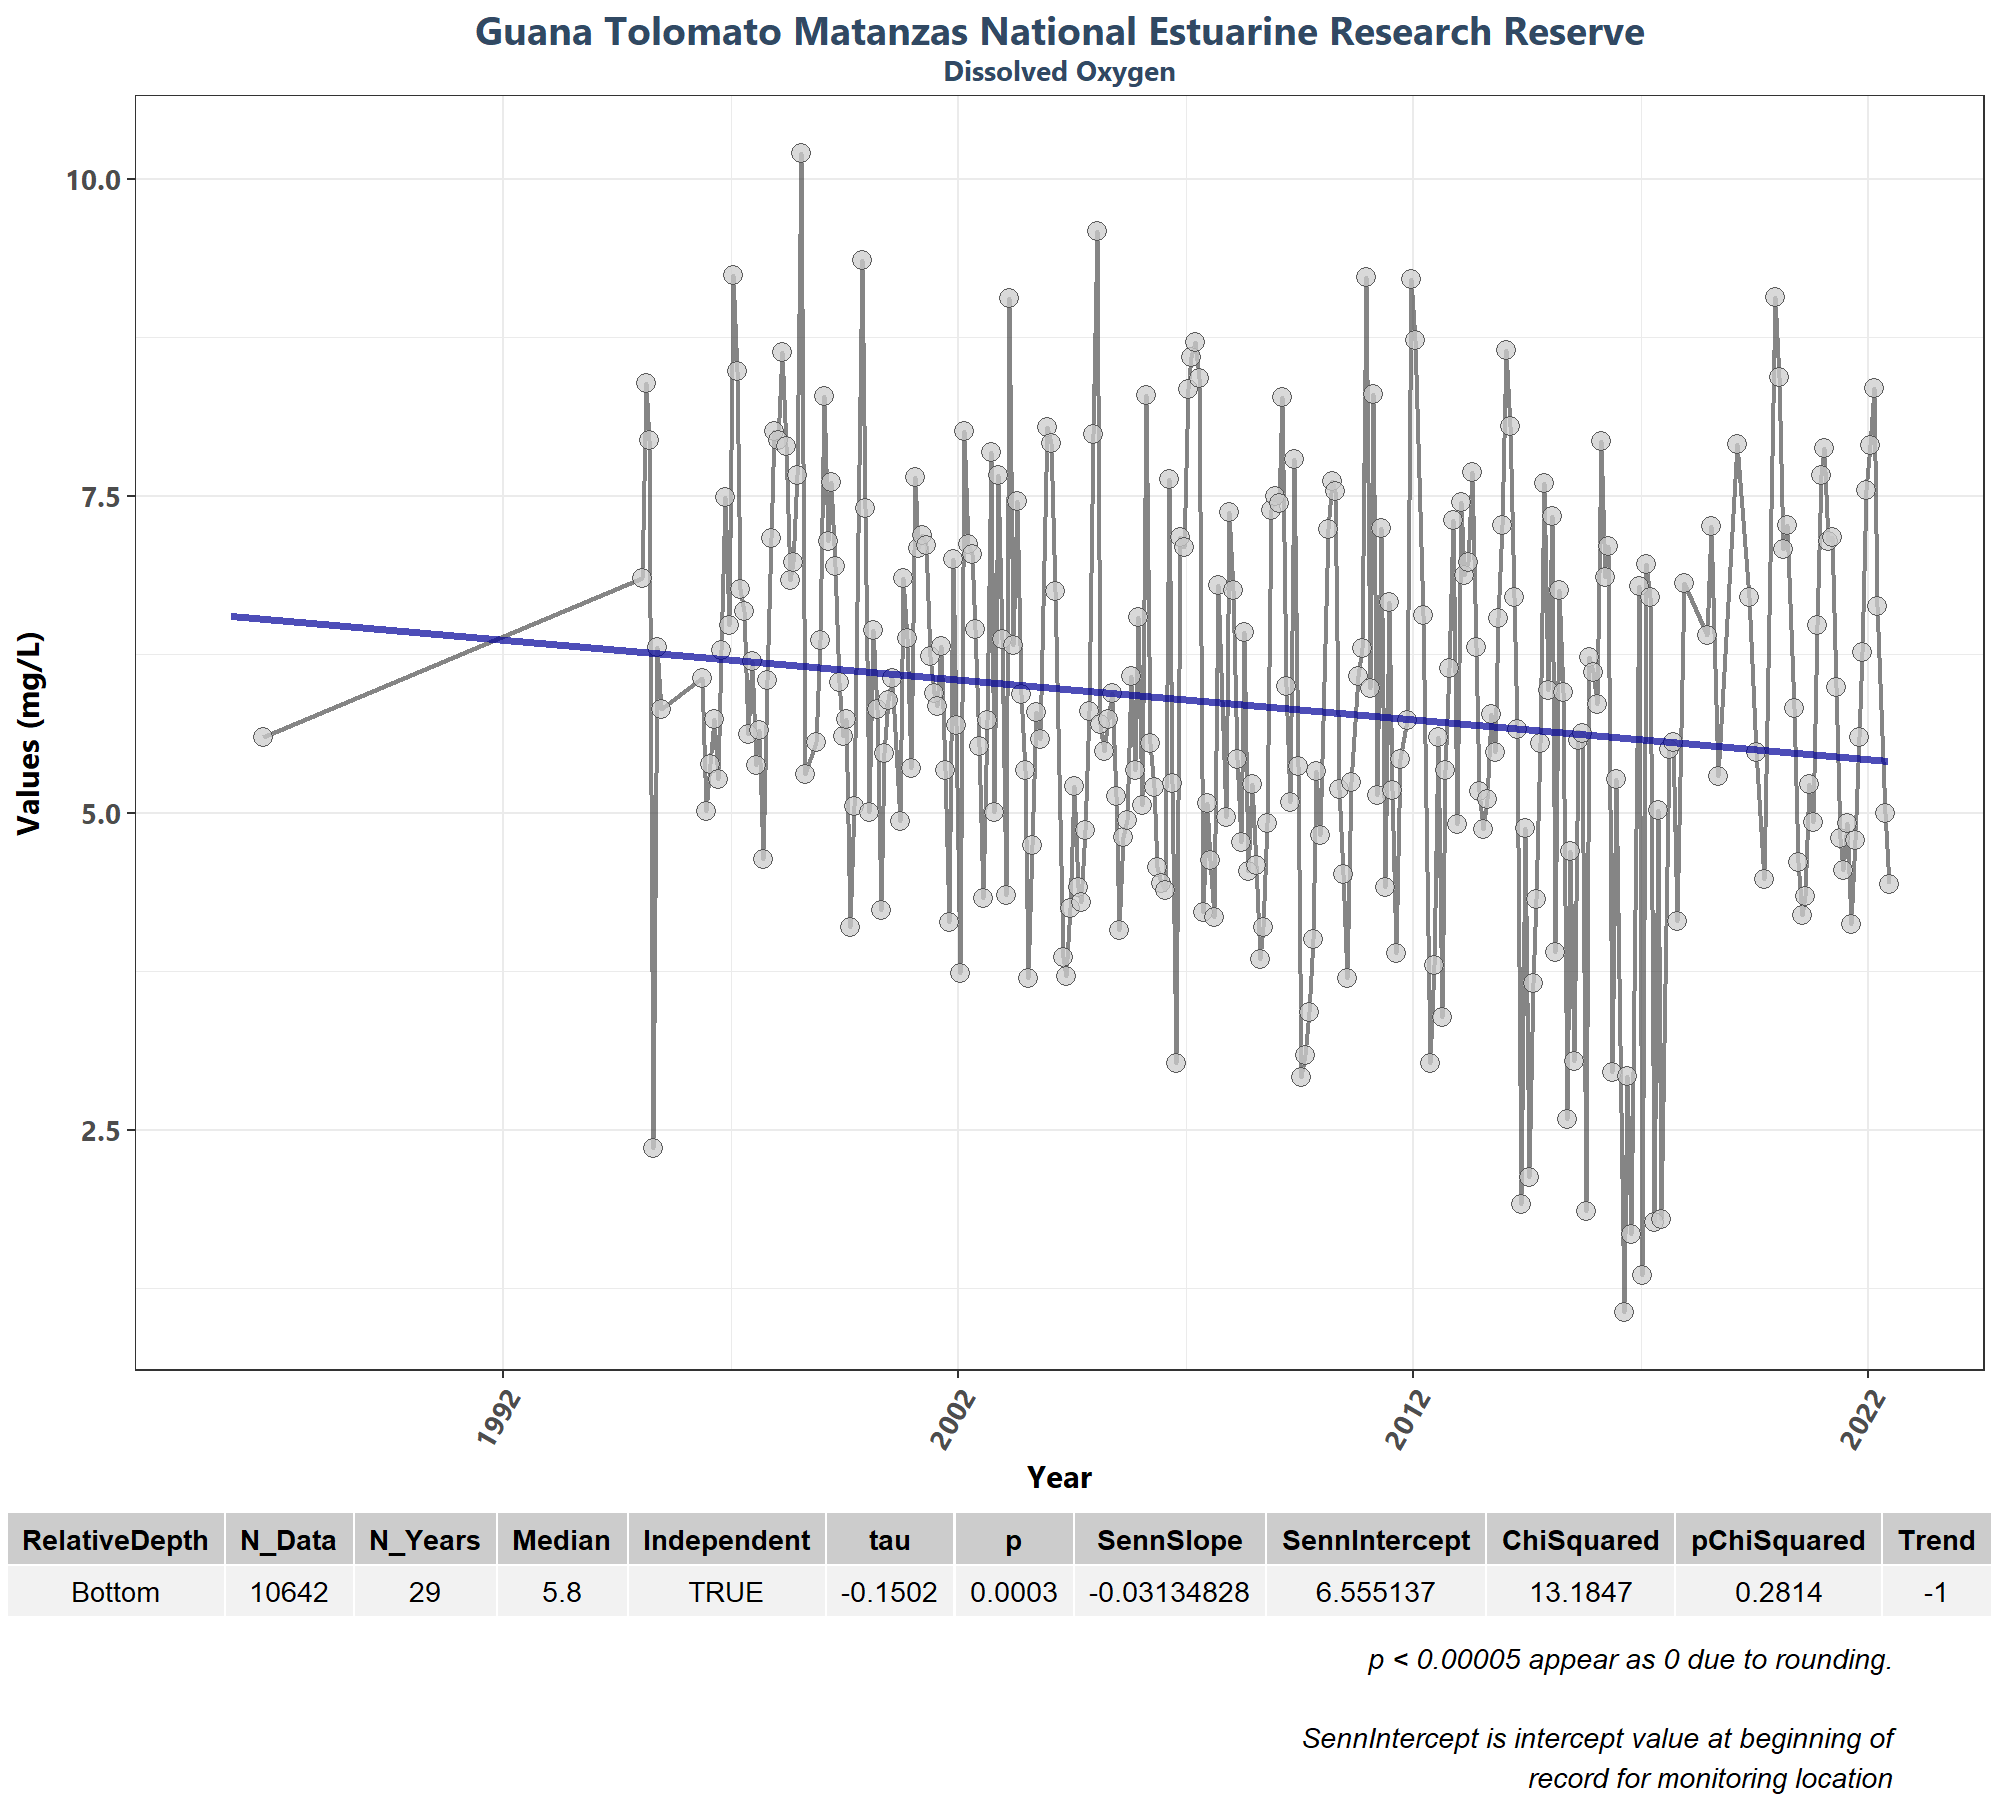 Guana Tolomato Matanzas National Estuarine Research Reserve
Dissolved Oxygen
Values (mg/L)
10.0
7.5
5.0
2.5
1992
2002
2012
2022
Year
RelativeDepth N_Data N_Years Median Independent tau p SennSlope SennIntercept ChiSquared pChiSquared Trend
Bottom 10642 29 5.8 TRUE -0.1502 0.0003 -0.03134828 6.555137 13.1847 0.2814 -1
p < 0.00005 appear as 0 due to rounding.
SennIntercept is intercept value at beginning of
record for monitoring location